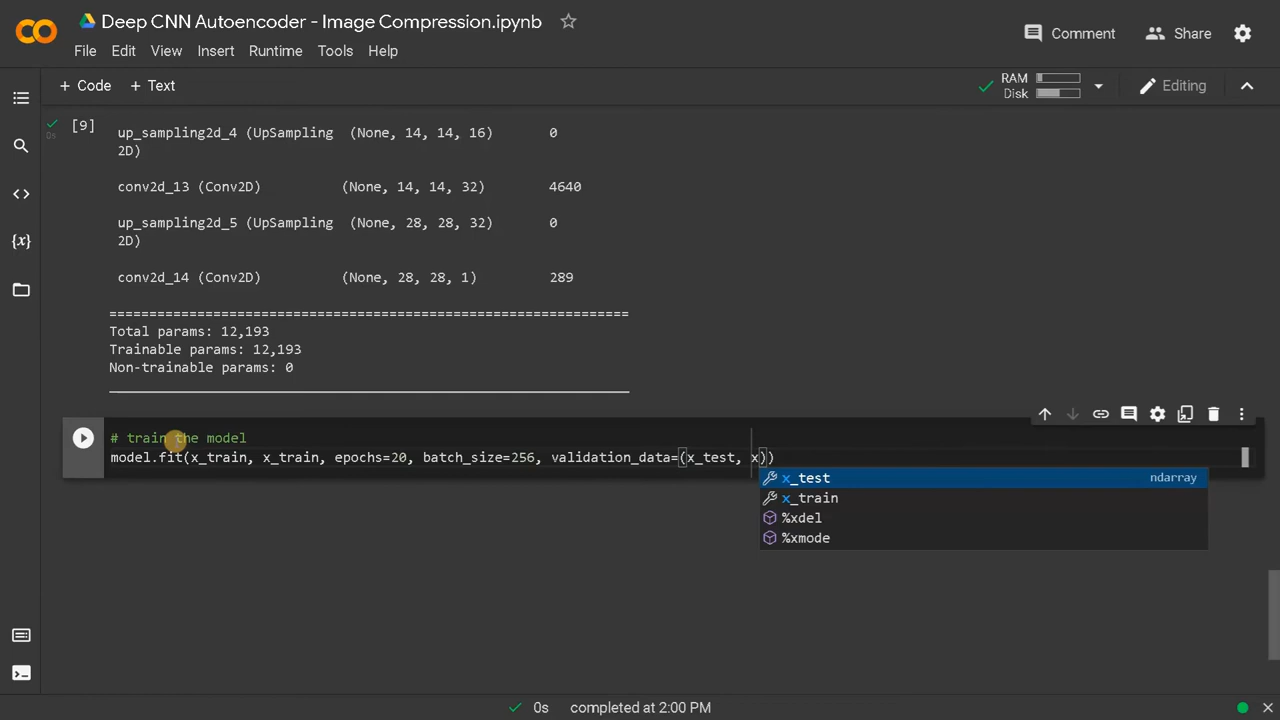 Deep CNN Autoencoder - Image Compression.ipynb
Comment
Share
File Edit View Insert Runtime Tools Help
+ Code + Text
RAM
Disk
Editing
[9]
up_sampling2d_4 (UpSampling (None, 14, 14, 16) 0
2D)
conv2d_13 (Conv2D) (None, 14, 14, 32) 4640
up_sampling2d_5 (UpSampling (None, 28, 28, 32) 0
2D)
conv2d_14 (Conv2D) (None, 28, 28, 1) 289
=================================================================
Total params: 12,193
Trainable params: 12,193
Non-trainable params: 0
# train the model
model.fit(x_train, x_train, epochs=20, batch_size=256, validation_data=(x_test, x))
x_test ndarray
x_train
%xdel
%xmode
0s completed at 2:00 PM